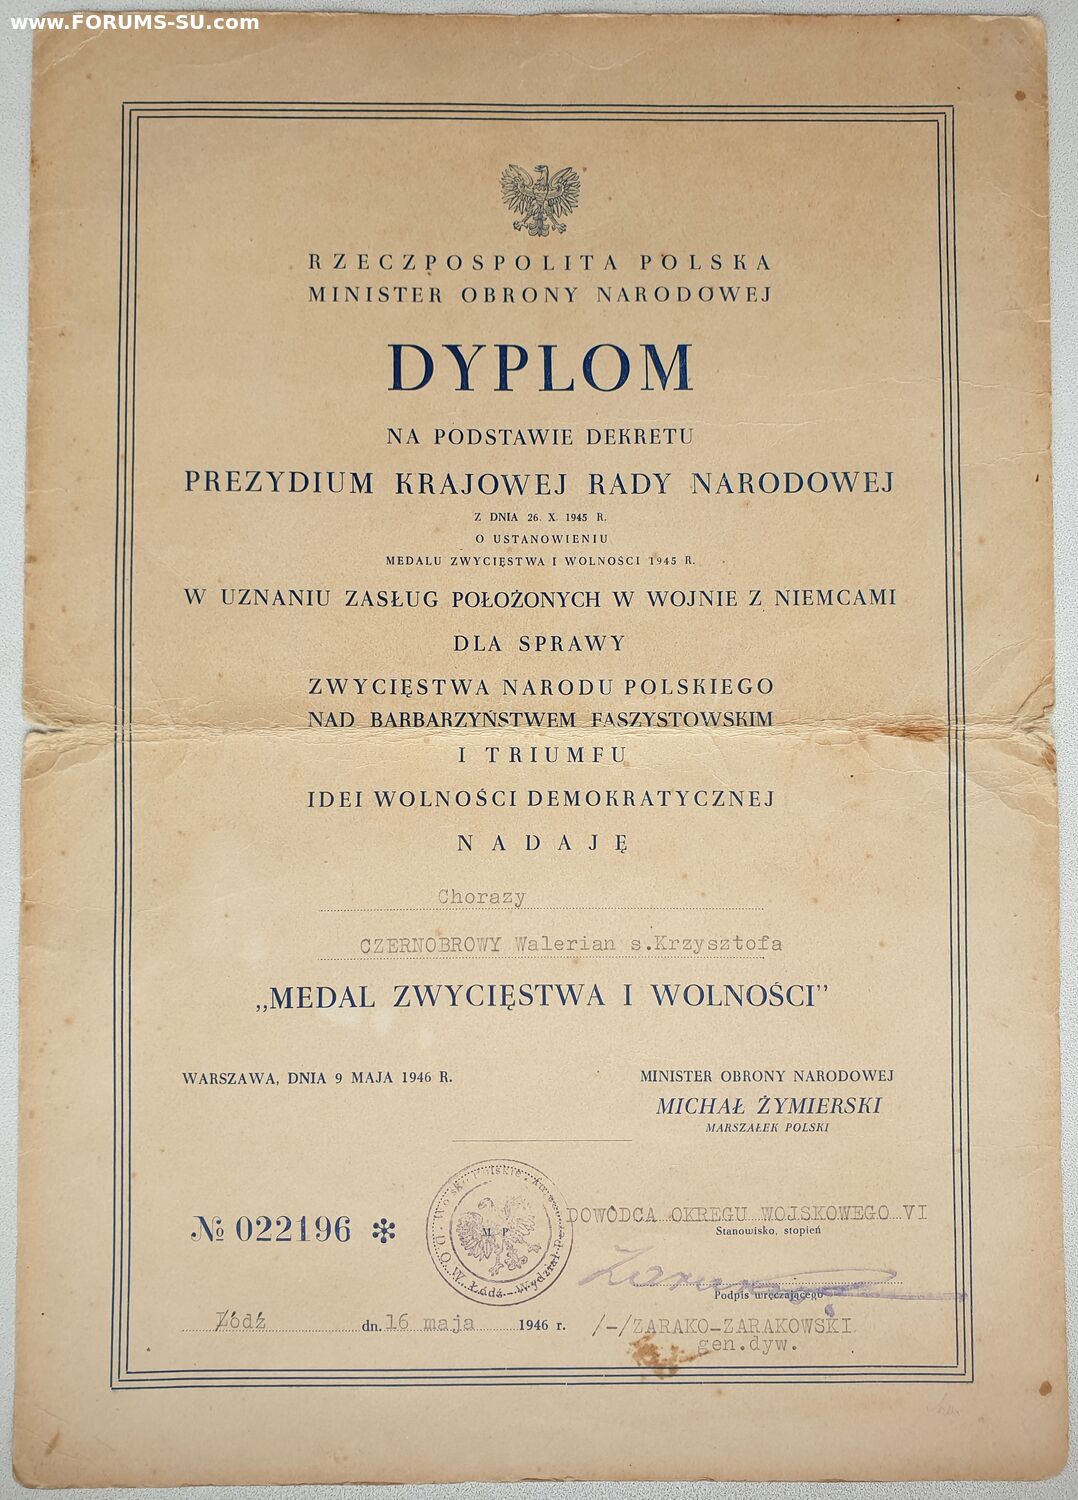 www.FORUMS-SU.com
RZECZPOSPOLITA POLSKA
MINISTER OBRONY NARODOWEJ
DYPLOM
NA PODSTAWIE DEKRETU
PREZYDIUM KRAJOWEJ RADY NARODOWEJ
Z DNIA 26. X. 1945 R.
O USTANOWIENIU
MEDALU ZWYCIĘSTWA I WOLNOŚCI 1945 R.
W UZNANIU ZASŁUG POŁOŻONYCH W WOJNIE Z NIEMCAMI
DLA SPRAWY
ZWYCIĘSTWA NARODU POLSKIEGO
NAD BARBARZYŃSTWEM FASZYSTOWSKIM
I TRIUMFU
IDEI WOLNOŚCI DEMOKRATYCZNEJ
NADAJĘ
Chorazy
CZERNOBROWY Walerian s.Krzysztofa
„MEDAL ZWYCIĘSTWA I WOLNOŚCI”
WARSZAWA, DNIA 9 MAJA 1946 R.
MINISTER OBRONY NARODOWEJ
MICHAŁ ŻYMIERSKI
MARSZAŁEK POLSKI
№ 022196 *
M. P.
D.O.W. Łódź - Wydział
DOWÓDCA OKRĘGU WOJSKOWEGO VI
Stanowisko, stopień
Podpis wręczającego
Łódź dn. 16 maja 1946 r.
/-/ZARAKO-ZARAKOWSKI
gen.dyw.